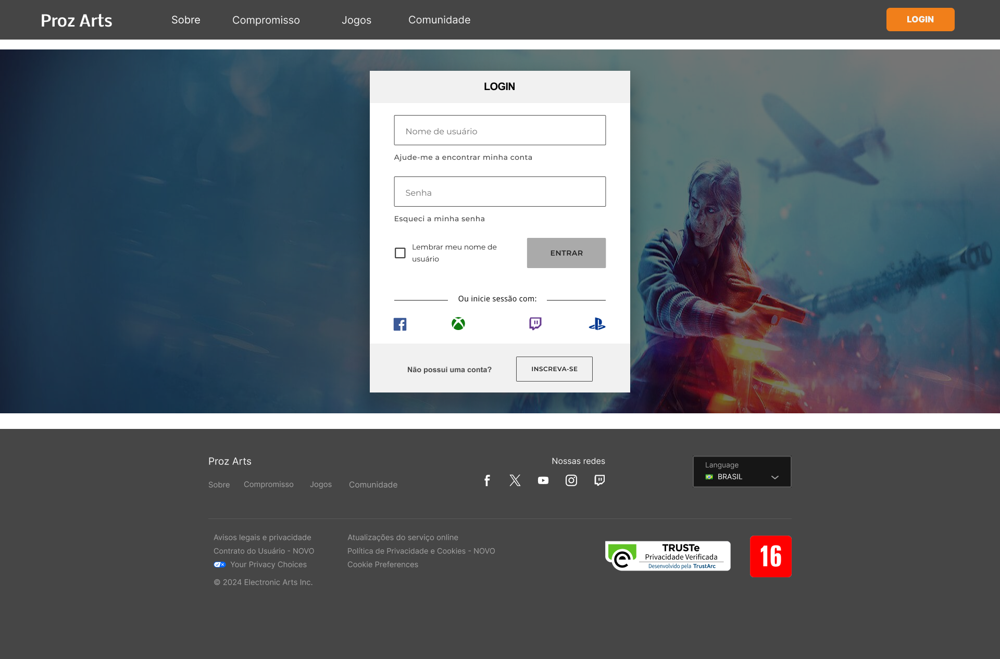 Proz Arts
Sobre
Compromisso
Jogos
Comunidade
LOGIN
LOGIN
Nome de usuário
Ajude-me a encontrar minha conta
Senha
Esqueci a minha senha
Lembrar meu nome de
usuário
ENTRAR
Ou inicie sessão com:
Não possui uma conta?
INSCREVA-SE
Proz Arts
Sobre
Compromisso
Jogos
Comunidade
Nossas redes
Language
BRASIL
Avisos legais e privacidade
Contrato do Usuário - NOVO
Your Privacy Choices
© 2024 Electronic Arts Inc.
Atualizações do serviço online
Política de Privacidade e Cookies - NOVO
Cookie Preferences
TRUSTe
Privacidade Verificada
Desenvolvido pela TrustArc
16